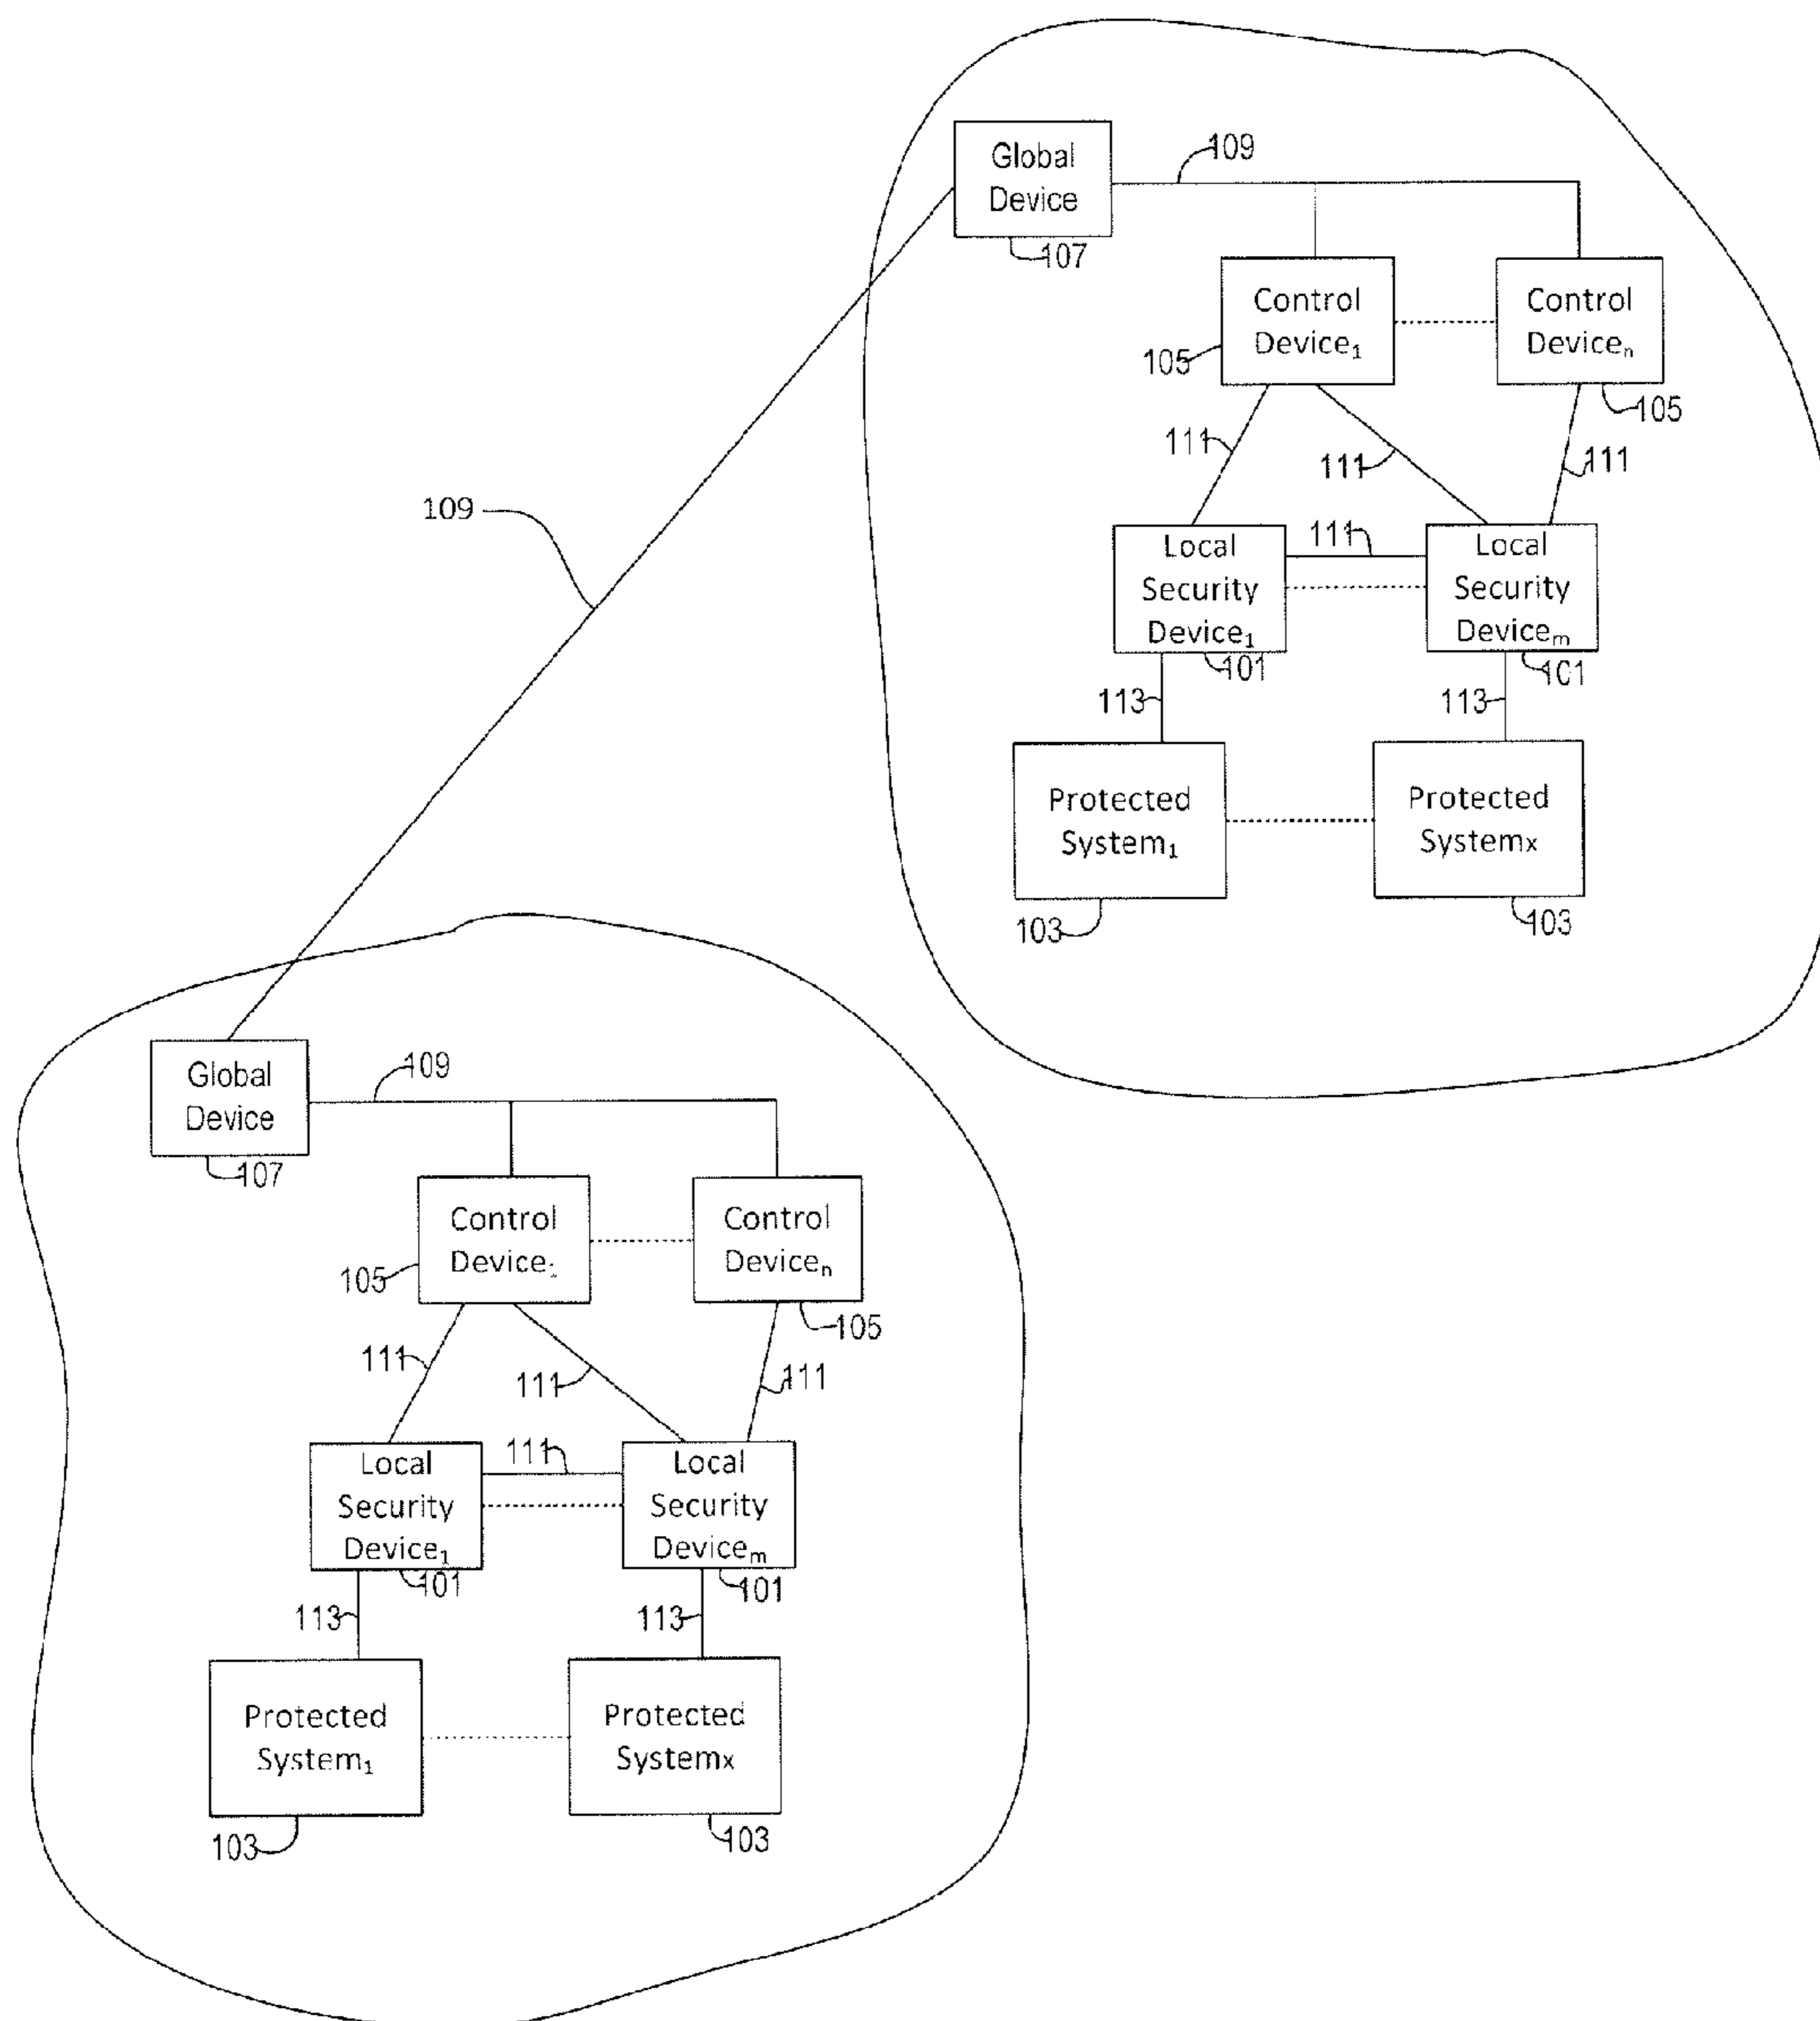 109
Global
Device
107
Control
Device₁
105
Control
Deviceₙ
105
111
111
111
109
111
Local
Security
Device₁
101
Local
Security
Deviceₘ
101
113
113
Protected
System₁
103
Protected
Systemx
103
109
Global
Device
107
Control
Device₁
105
Control
Deviceₙ
105
111
111
111
111
Local
Security
Device₁
101
Local
Security
Deviceₘ
101
113
113
Protected
System₁
103
Protected
Systemx
103